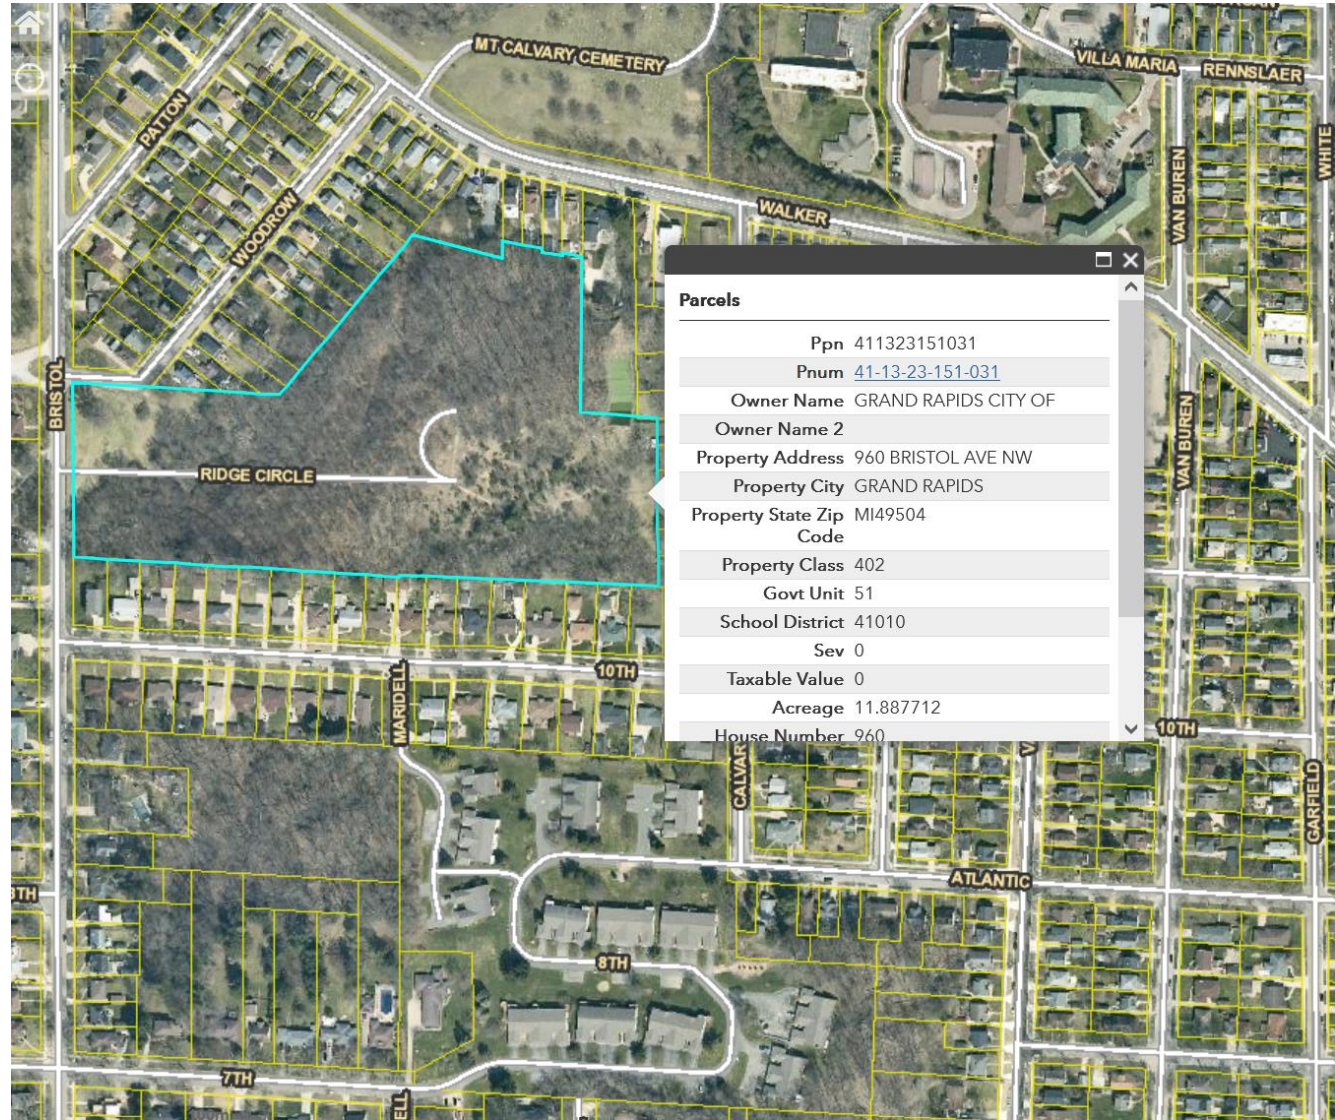 MT CALVARY CEMETERY
VILLA MARIA
RENNSLAER
PATTON
WHITE
WOODROW
WALKER
VAN BUREN
BRISTOL
RIDGE CIRCLE
VAN BUREN
Parcels
Ppn 411323151031
Pnum 41-13-23-151-031
Owner Name GRAND RAPIDS CITY OF
Owner Name 2
Property Address 960 BRISTOL AVE NW
Property City GRAND RAPIDS
Property State Zip MI49504
Code
Property Class 402
Govt Unit 51
School District 41010
Sev 0
Taxable Value 0
Acreage 11.887712
House Number 960
10TH
MARIDELL
10TH
CALVAR
GARFIELD
ATLANTIC
8TH
8TH
7TH
ELL